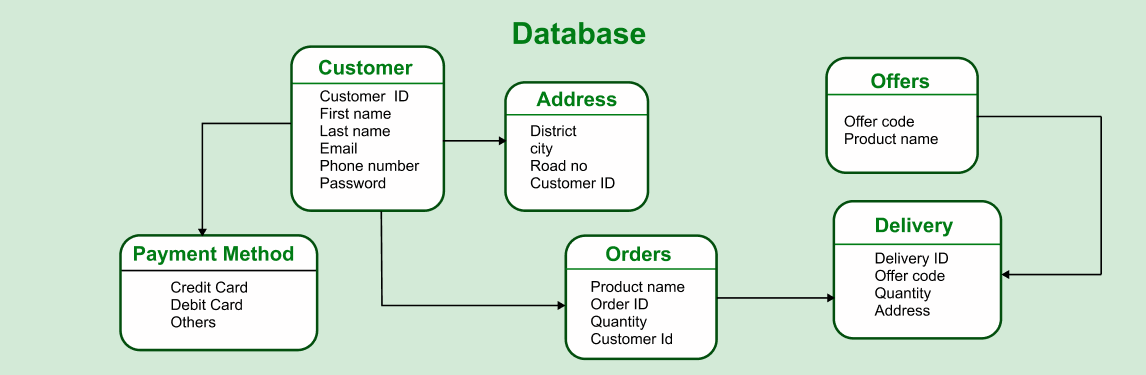 Database
Customer
Customer ID
First name
Last name
Email
Phone number
Password
Address
District
city
Road no
Customer ID
Offers
Offer code
Product name
Payment Method
Credit Card
Debit Card
Others
Orders
Product name
Order ID
Quantity
Customer Id
Delivery
Delivery ID
Offer code
Quantity
Address